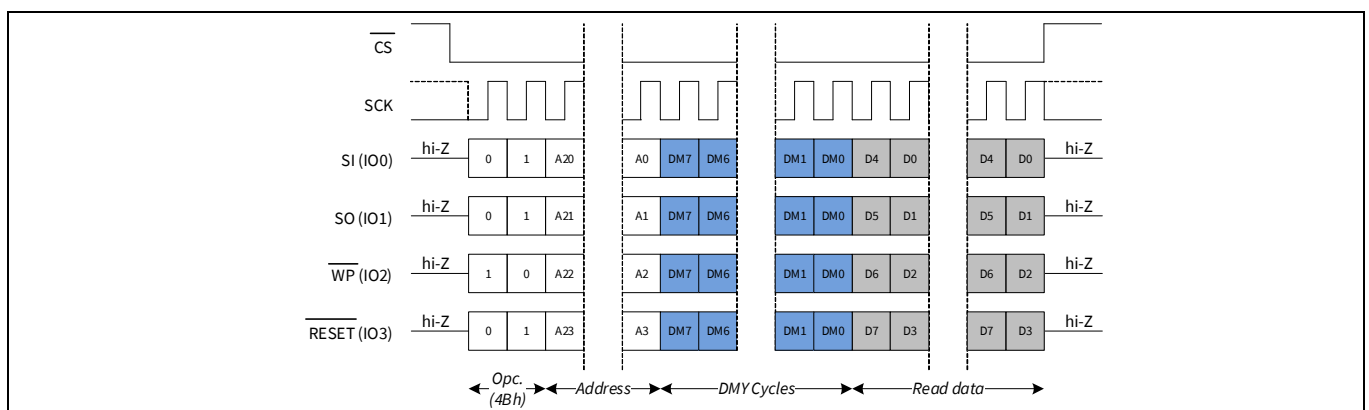 CS
SCK
SI (IO0) hi-Z 0 1 A20 A0 DM7 DM6 DM1 DM0 D4 D0 D4 D0 hi-Z
SO (IO1) hi-Z 0 1 A21 A1 DM7 DM6 DM1 DM0 D5 D1 D5 D1 hi-Z
WP (IO2) hi-Z 1 0 A22 A2 DM7 DM6 DM1 DM0 D6 D2 D6 D2 hi-Z
RESET (IO3) hi-Z 0 1 A23 A3 DM7 DM6 DM1 DM0 D7 D3 D7 D3 hi-Z
Opc. Address DMY Cycles Read data
(4Bh)